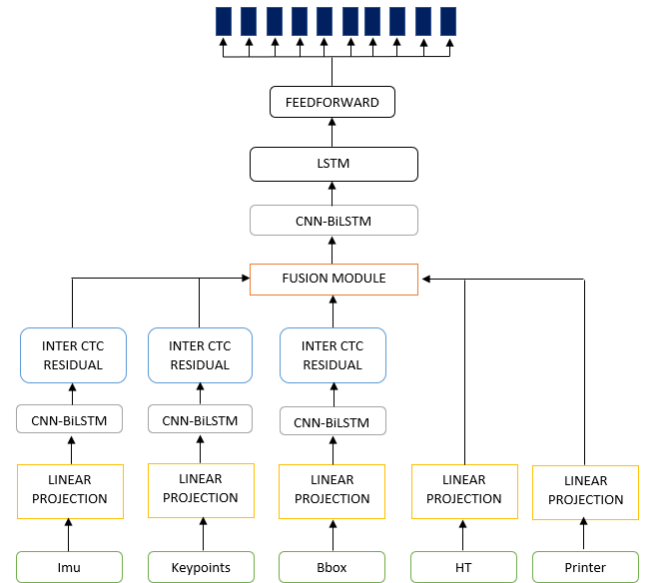 FEEDFORWARD
LSTM
CNN-BiLSTM
FUSION MODULE
INTER CTC
RESIDUAL
INTER CTC
RESIDUAL
INTER CTC
RESIDUAL
CNN-BiLSTM
CNN-BiLSTM
CNN-BiLSTM
LINEAR
PROJECTION
LINEAR
PROJECTION
LINEAR
PROJECTION
LINEAR
PROJECTION
LINEAR
PROJECTION
Imu
Keypoints
Bbox
HT
Printer